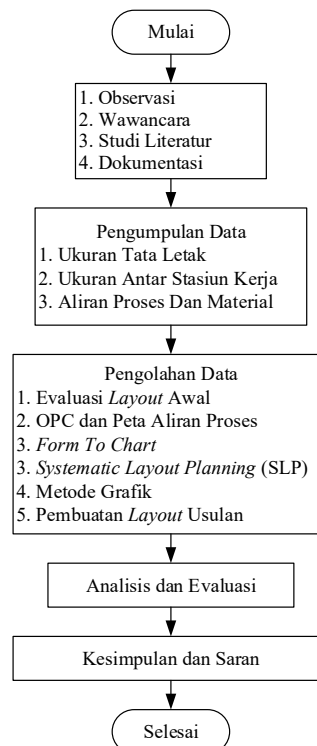 Mulai
1. Observasi
2. Wawancara
3. Studi Literatur
4. Dokumentasi
Pengumpulan Data
1. Ukuran Tata Letak
2. Ukuran Antar Stasiun Kerja
3. Aliran Proses Dan Material
Pengolahan Data
1. Evaluasi Layout Awal
2. OPC dan Peta Aliran Proses
3. Form To Chart
3. Systematic Layout Planning (SLP)
4. Metode Grafik
5. Pembuatan Layout Usulan
Analisis dan Evaluasi
Kesimpulan dan Saran
Selesai